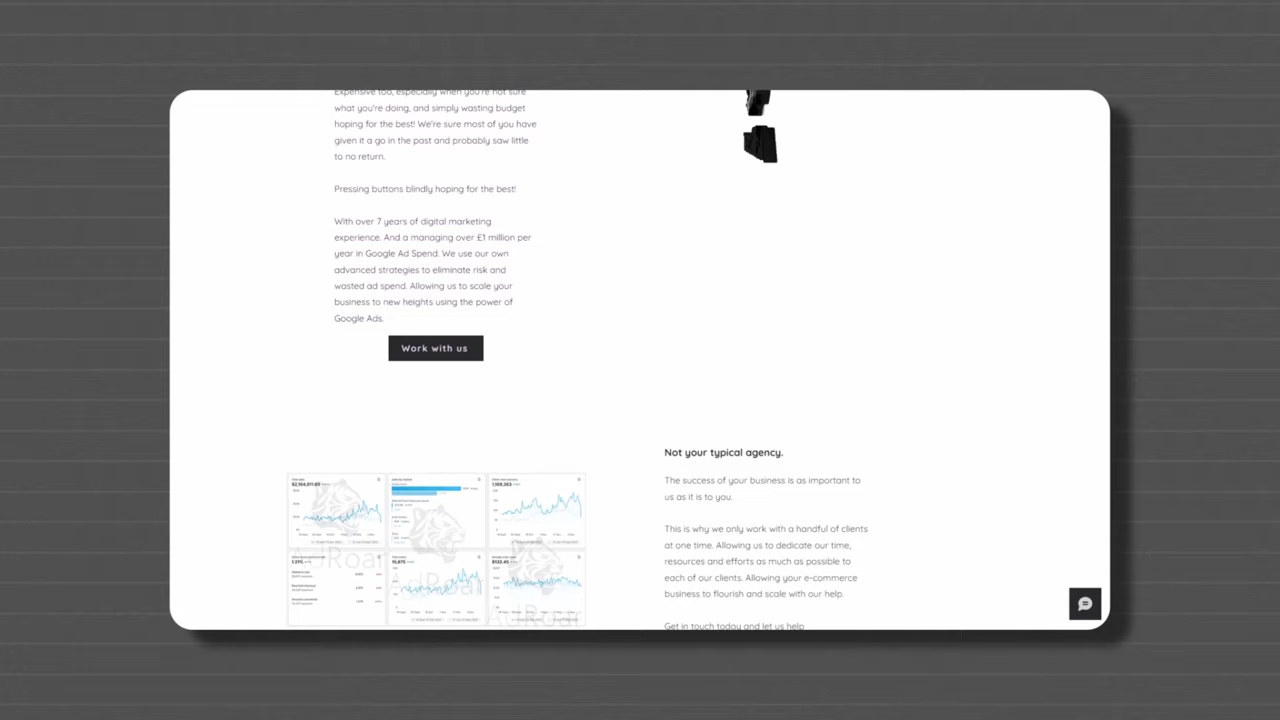 Expensive too, especially when you're not sure
what you're doing, and simply wasting budget
hoping for the best! We're sure most of you have
given it a go in the past and probably saw little
to no return.
Pressing buttons blindly hoping for the best!
With over 7 years of digital marketing
experience. And a managing over £1 million per
year in Google Ad Spend. We use our own
advanced strategies to eliminate risk and
wasted ad spend. Allowing us to scale your
business to new heights using the power of
Google Ads.
Work with us
Not your typical agency.
The success of your business is as important to
us as it is to you.
This is why we only work with a handful of clients
at one time. Allowing us to dedicate our time,
resources and efforts as much as possible to
each of our clients. Allowing your e-commerce
business to flourish and scale with our help.
Get in touch today and let us help
AdRoar
AdRoar
AdRoar